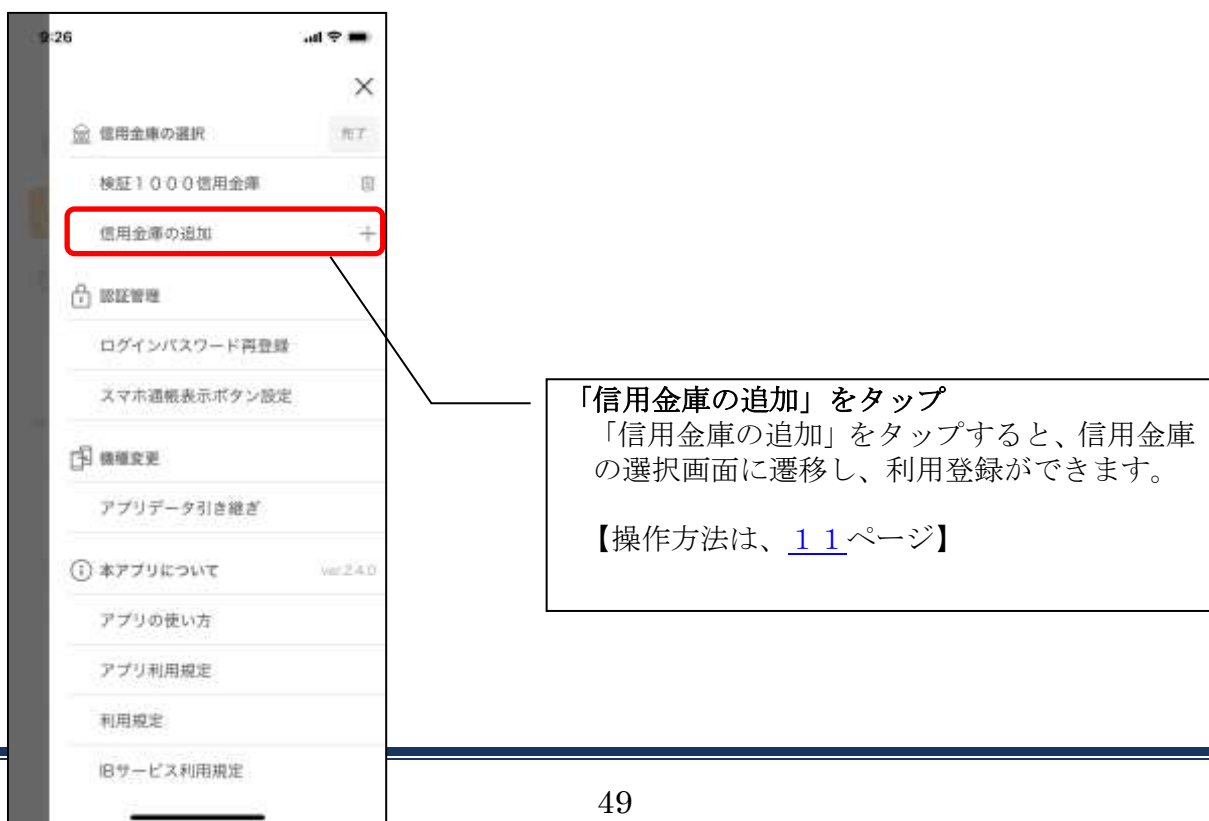 9:26
×
信用金庫の選択 完了
検証1000信用金庫
信用金庫の追加 +
認証管理
ログインパスワード再登録
スマホ通帳表示ボタン設定
機種変更
アプリデータ引き継ぎ
本アプリについて ver.2.4.0
アプリの使い方
アプリ利用規定
利用規定
IBサービス利用規定
「信用金庫の追加」をタップ
「信用金庫の追加」をタップすると、信用金庫
の選択画面に遷移し、利用登録ができます。
【操作方法は、11ページ】
49